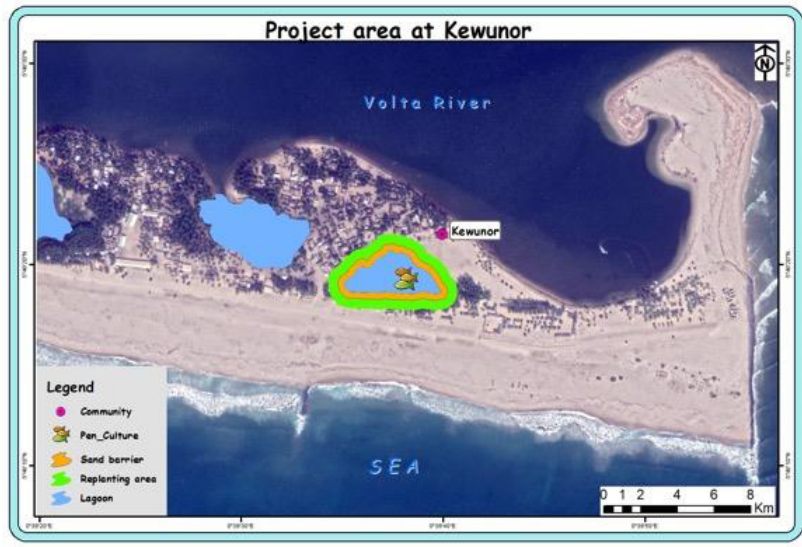 Project area at Kewunor
N
Volta River
Kewunor
Legend
Community
Pen_Culture
Sand barrier
Replanting area
Lagoon
SEA
0 1 2 4 6 8
Km